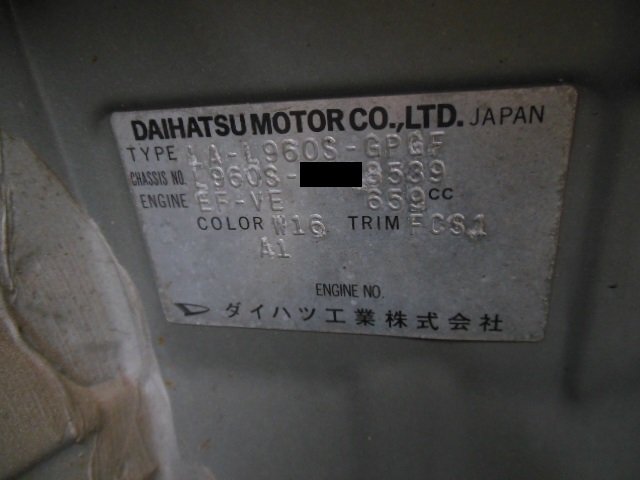 DAIHATSU MOTOR CO.,LTD. JAPAN
TYPE LA-L960S-GPGF
CHASSIS NO. L960S- 8539
ENGINE EF-VE 659 CC
COLOR W16 TRIM FCS1
A1
ENGINE NO.
ダイハツ工業株式会社